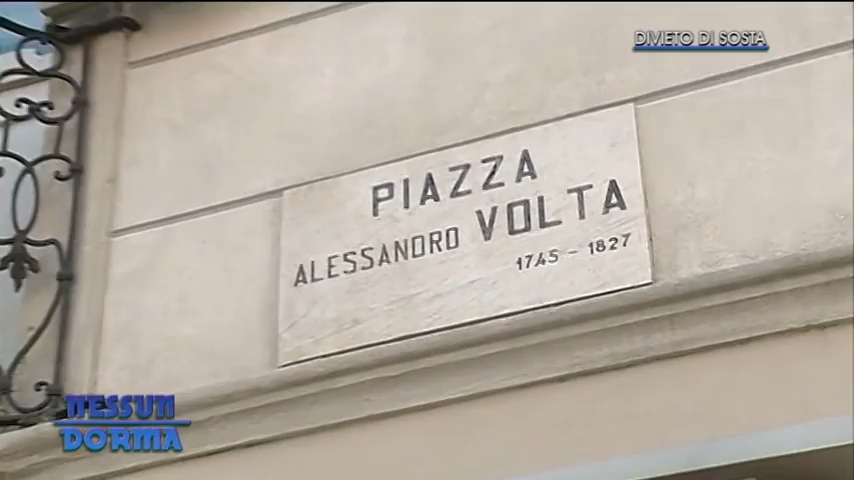 DIVIETO DI SOSTA
PIAZZA
ALESSANDRO VOLTA
1745 - 1827
NESSUN
DORMA